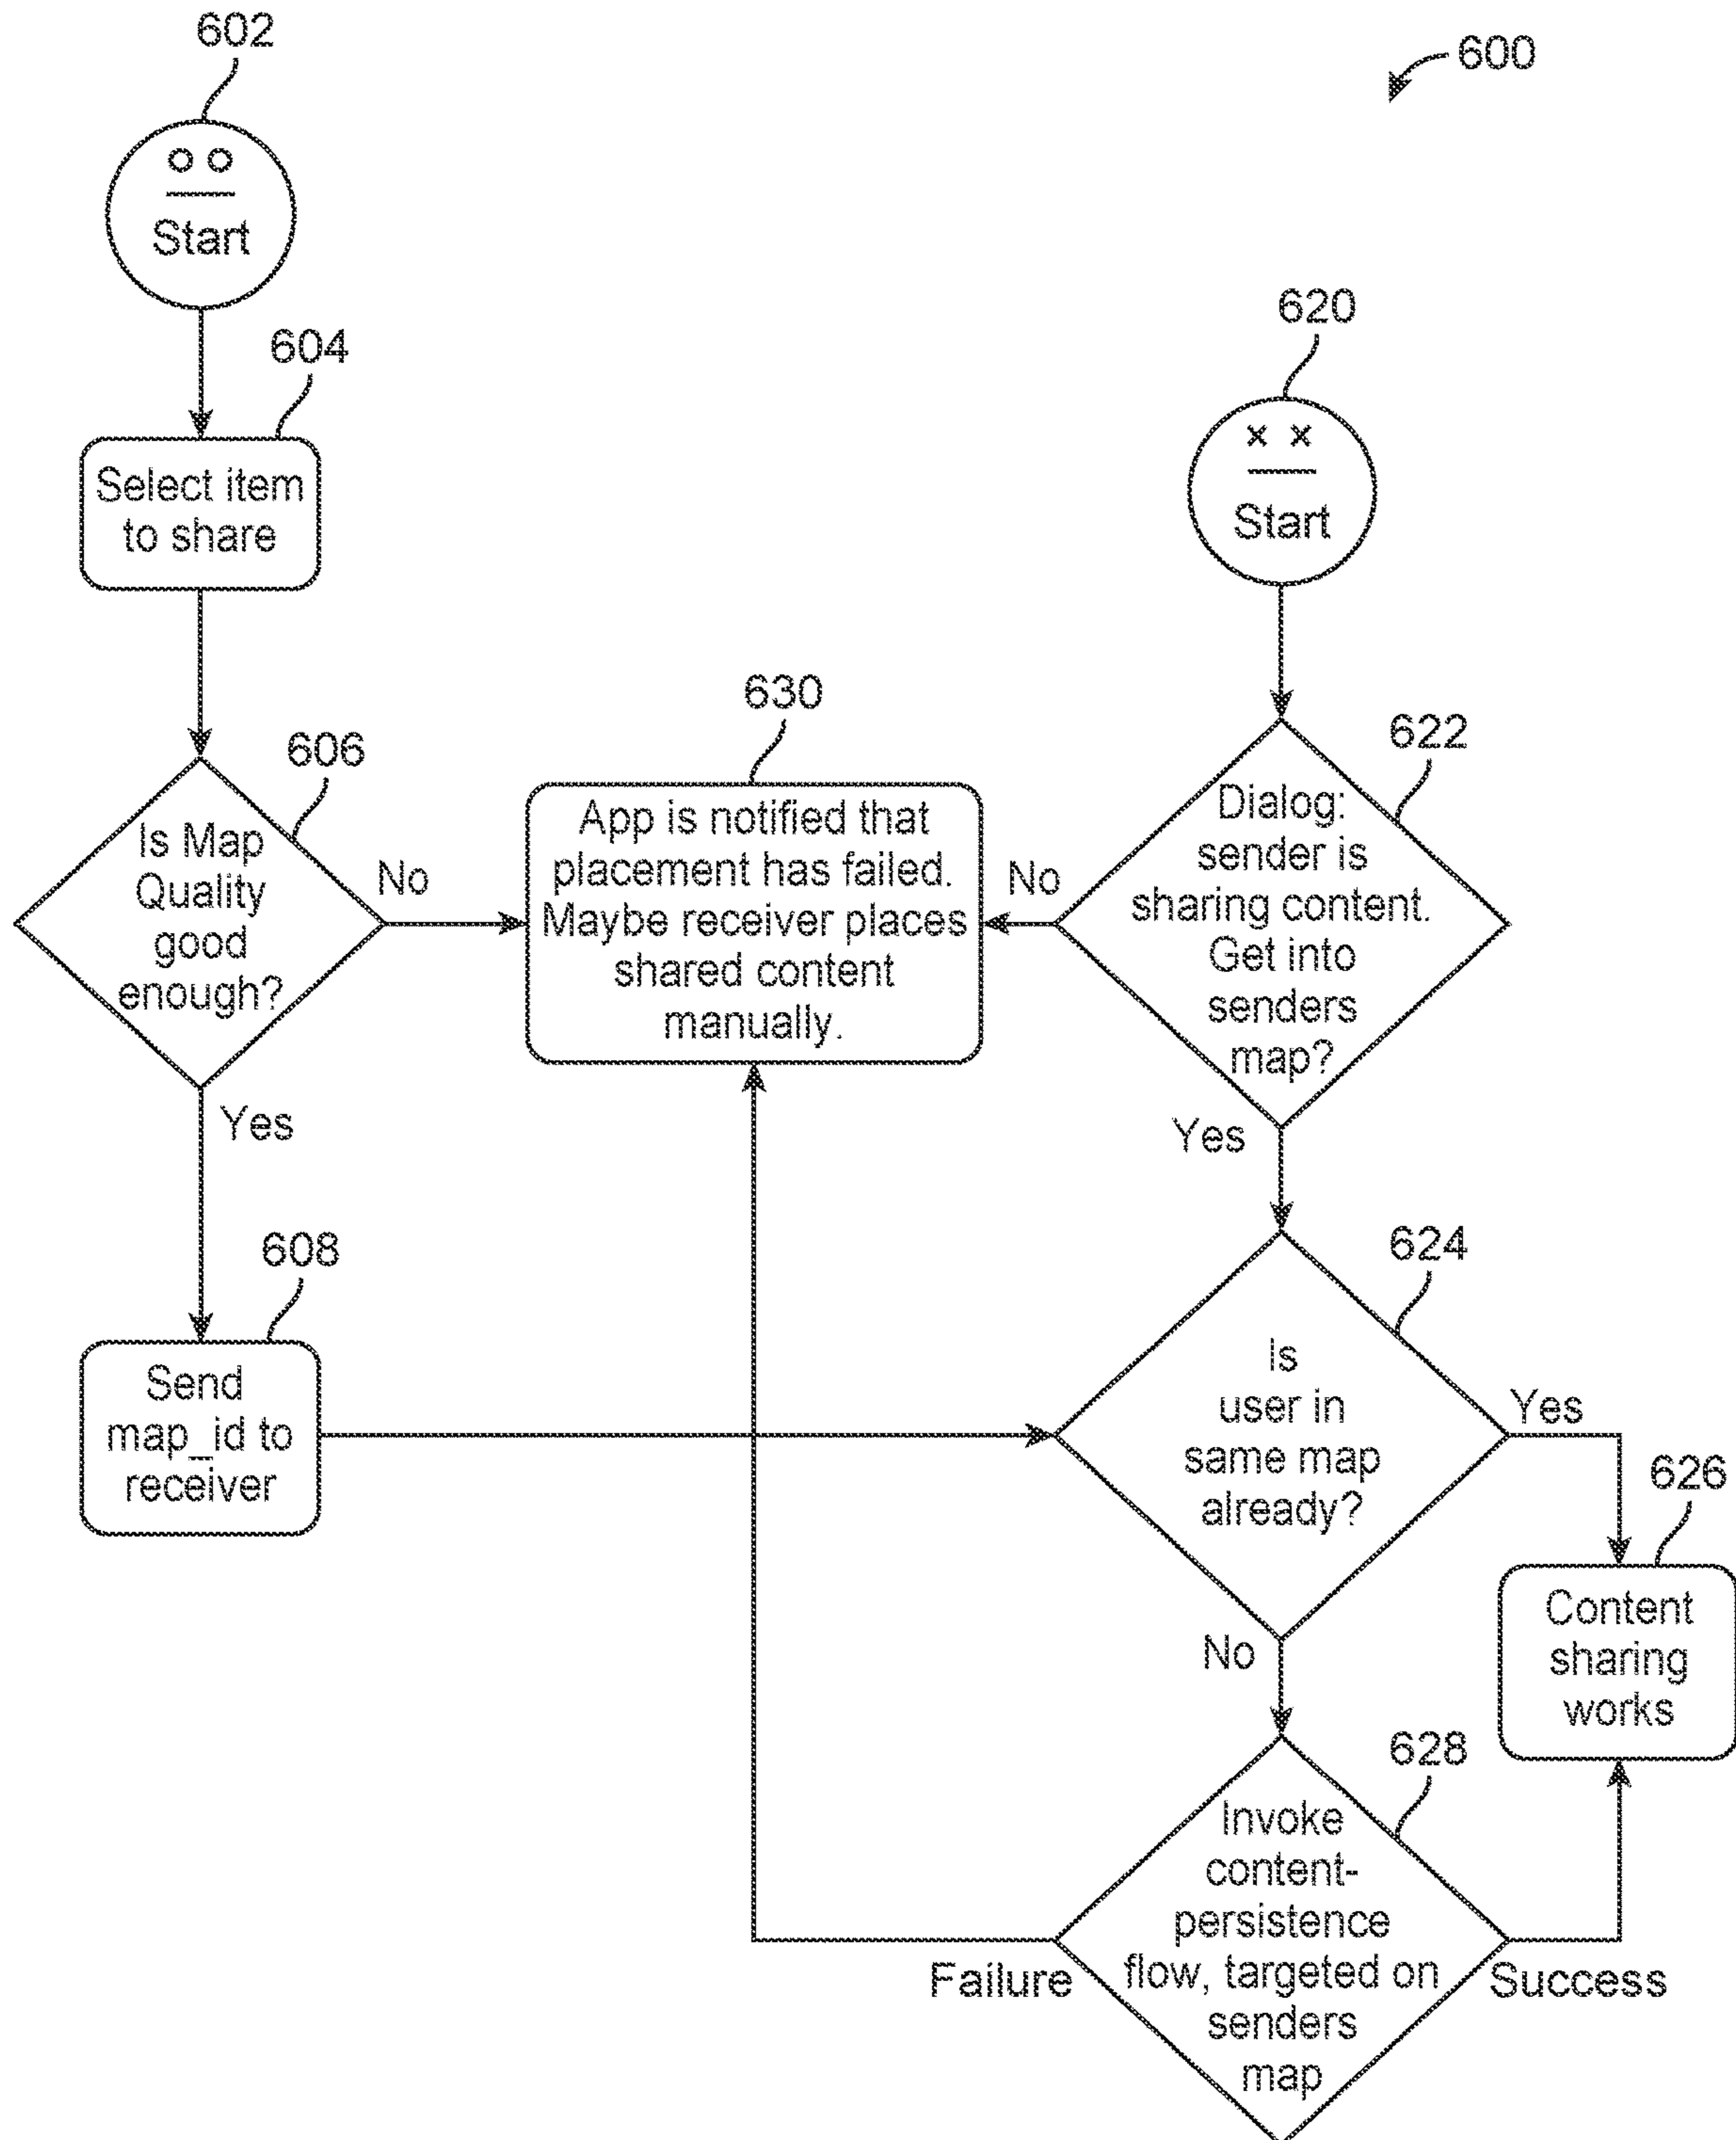 602
600
Start
604
Select item
to share
620
Start
606
Is Map
Quality
good
enough?
No
630
App is notified that
placement has failed.
Maybe receiver places
shared content
manually.
No
622
Dialog:
sender is
sharing content.
Get into
senders
map?
Yes
Yes
608
Send
map_id to
receiver
624
Is
user in
same map
already?
Yes
626
Content
sharing
works
No
628
Invoke
content-
persistence
flow, targeted on
senders
map
Failure
Success